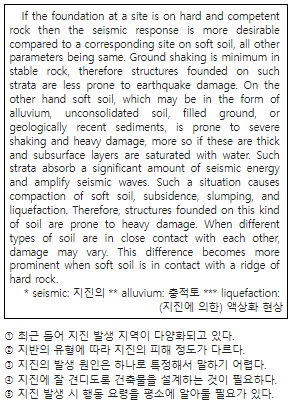 If the foundation at a site is on hard and competent
rock then the seismic response is more desirable
compared to a corresponding site on soft soil, all other
parameters being same. Ground shaking is minimum in
stable rock, therefore structures founded on such
strata are less prone to earthquake damage. On the
other hand soft soil, which may be in the form of
alluvium, unconsolidated soil, filled ground, or
geologically recent sediments, is prone to severe
shaking and heavy damage, more so if these are thick
and subsurface layers are saturated with water. Such
strata absorb a significant amount of seismic energy
and amplify seismic waves. Such a situation causes
compaction of soft soil, subsidence, slumping, and
liquefaction. Therefore, structures founded on this kind
of soil are prone to heavy damage. When different
types of soil are in close contact with each other,
damage may vary. This difference becomes more
prominent when soft soil is in contact with a ridge of
hard rock.
* seismic: 지진의 ** alluvium: 충적토 *** liquefaction:
(지진에 의한) 액상화 현상
① 최근 들어 지진 발생 지역이 다양화되고 있다.
② 지반의 유형에 따라 지진의 피해 정도가 다르다.
③ 지진의 발생 원인은 하나로 특정해서 말하기 어렵다.
④ 지진에 잘 견디도록 건축물을 설계하는 것이 필요하다.
⑤ 지진 발생 시 행동 요령을 평소에 알아둘 필요가 있다.